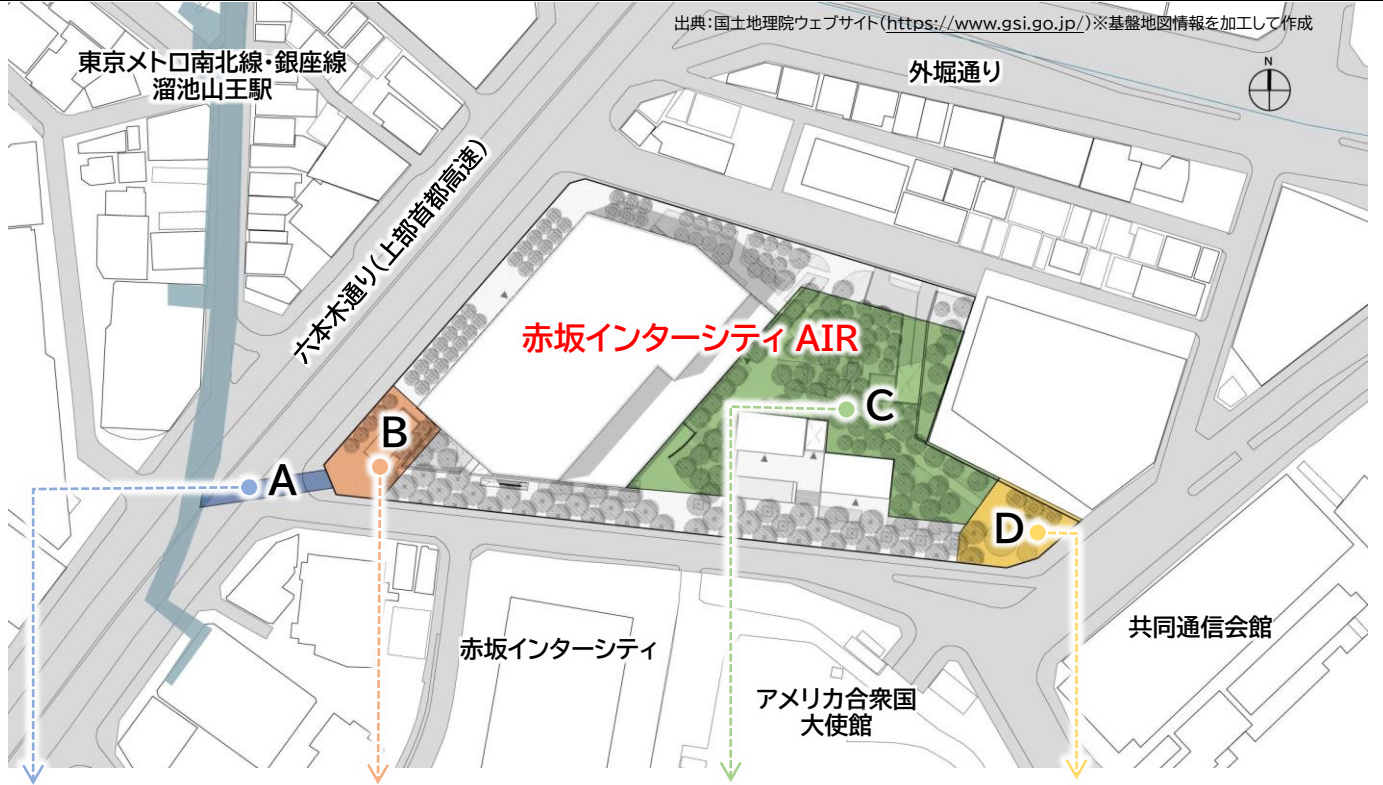 出典：国土地理院ウェブサイト（https://www.gsi.go.jp/）※基盤地図情報を加工して作成
東京メトロ南北線・銀座線
溜池山王駅
外堀通り
N
六本木通り（上部首都高速）
赤坂インターシティ AIR
C
B
A
D
共同通信会館
赤坂インターシティ
アメリカ合衆国
大使館